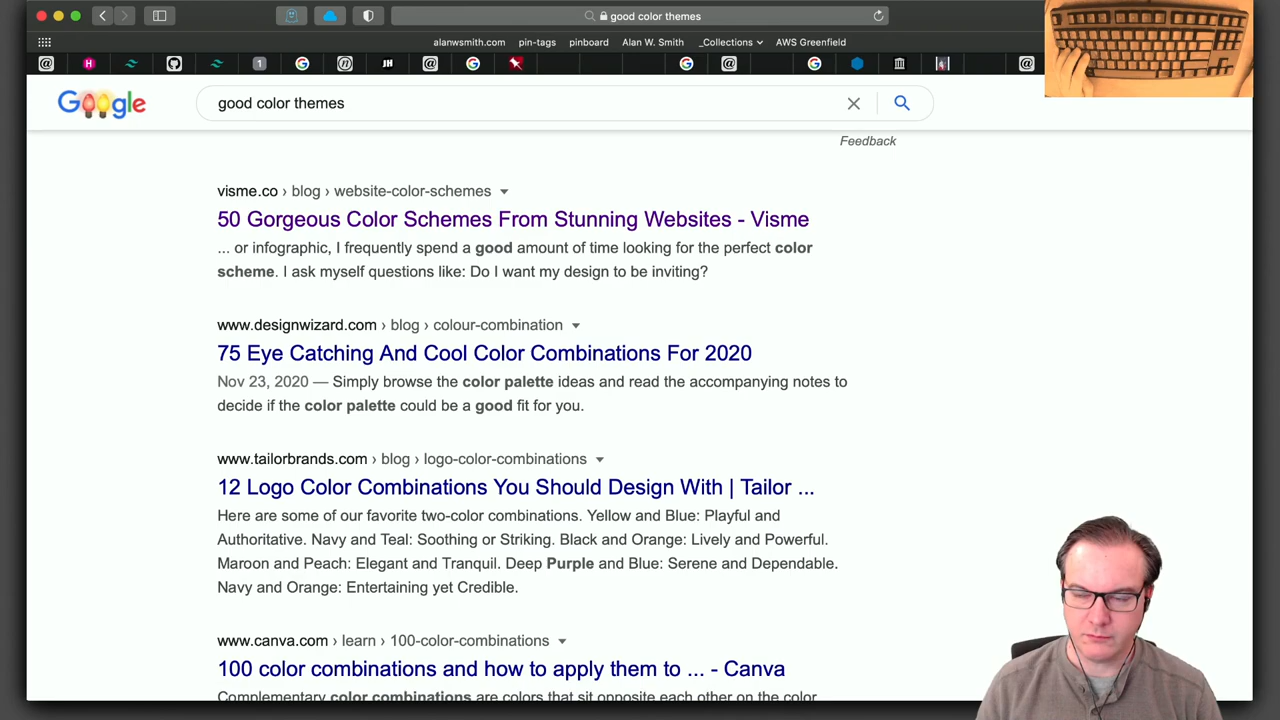 good color themes
alanwsmith.com pin-tags pinboard Alan W. Smith _Collections AWS Greenfield
Google
good color themes
Feedback
visme.co › blog › website-color-schemes
50 Gorgeous Color Schemes From Stunning Websites - Visme
... or infographic, I frequently spend a good amount of time looking for the perfect color
scheme. I ask myself questions like: Do I want my design to be inviting?
www.designwizard.com › blog › colour-combination
75 Eye Catching And Cool Color Combinations For 2020
Nov 23, 2020 — Simply browse the color palette ideas and read the accompanying notes to
decide if the color palette could be a good fit for you.
www.tailorbrands.com › blog › logo-color-combinations
12 Logo Color Combinations You Should Design With | Tailor ...
Here are some of our favorite two-color combinations. Yellow and Blue: Playful and
Authoritative. Navy and Teal: Soothing or Striking. Black and Orange: Lively and Powerful.
Maroon and Peach: Elegant and Tranquil. Deep Purple and Blue: Serene and Dependable.
Navy and Orange: Entertaining yet Credible.
www.canva.com › learn › 100-color-combinations
100 color combinations and how to apply them to ... - Canva
Complementary color combinations are colors that sit opposite each other on the color